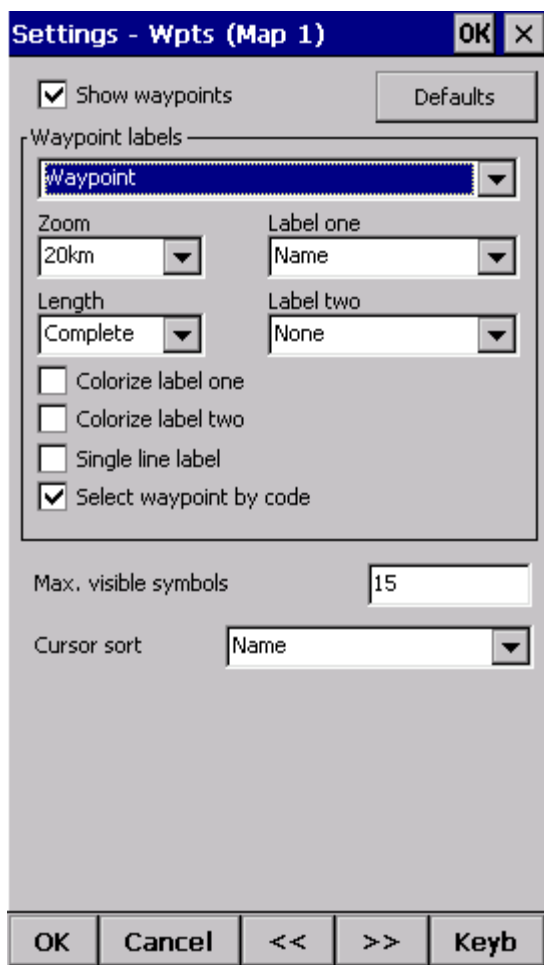 Settings - Wpts (Map 1) OK ×
Show waypoints Defaults
Waypoint labels
Waypoint
Zoom Label one
20km Name
Length Label two
Complete None
Colorize label one
Colorize label two
Single line label
Select waypoint by code
Max. visible symbols 15
Cursor sort Name
OK Cancel << >> Keyb